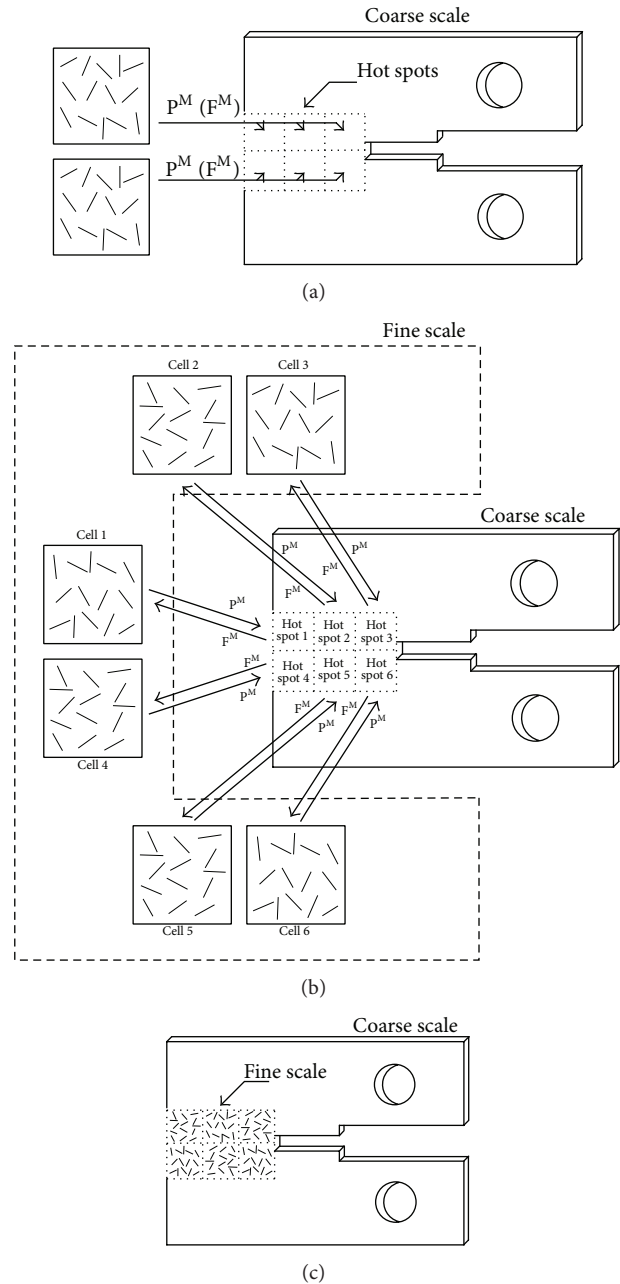 Coarse scale
Hot spots
P^M (F^M)
P^M (F^M)
(a)
Fine scale
Cell 2
Cell 3
Coarse scale
Cell 1
P^M
P^M
F^M
F^M
P^M
F^M
Hot spot 1
Hot spot 2
Hot spot 3
F^M
P^M
Hot spot 4
Hot spot 5
Hot spot 6
F^M
F^M
P^M
P^M
Cell 4
Cell 5
Cell 6
(b)
Coarse scale
Fine scale
(c)